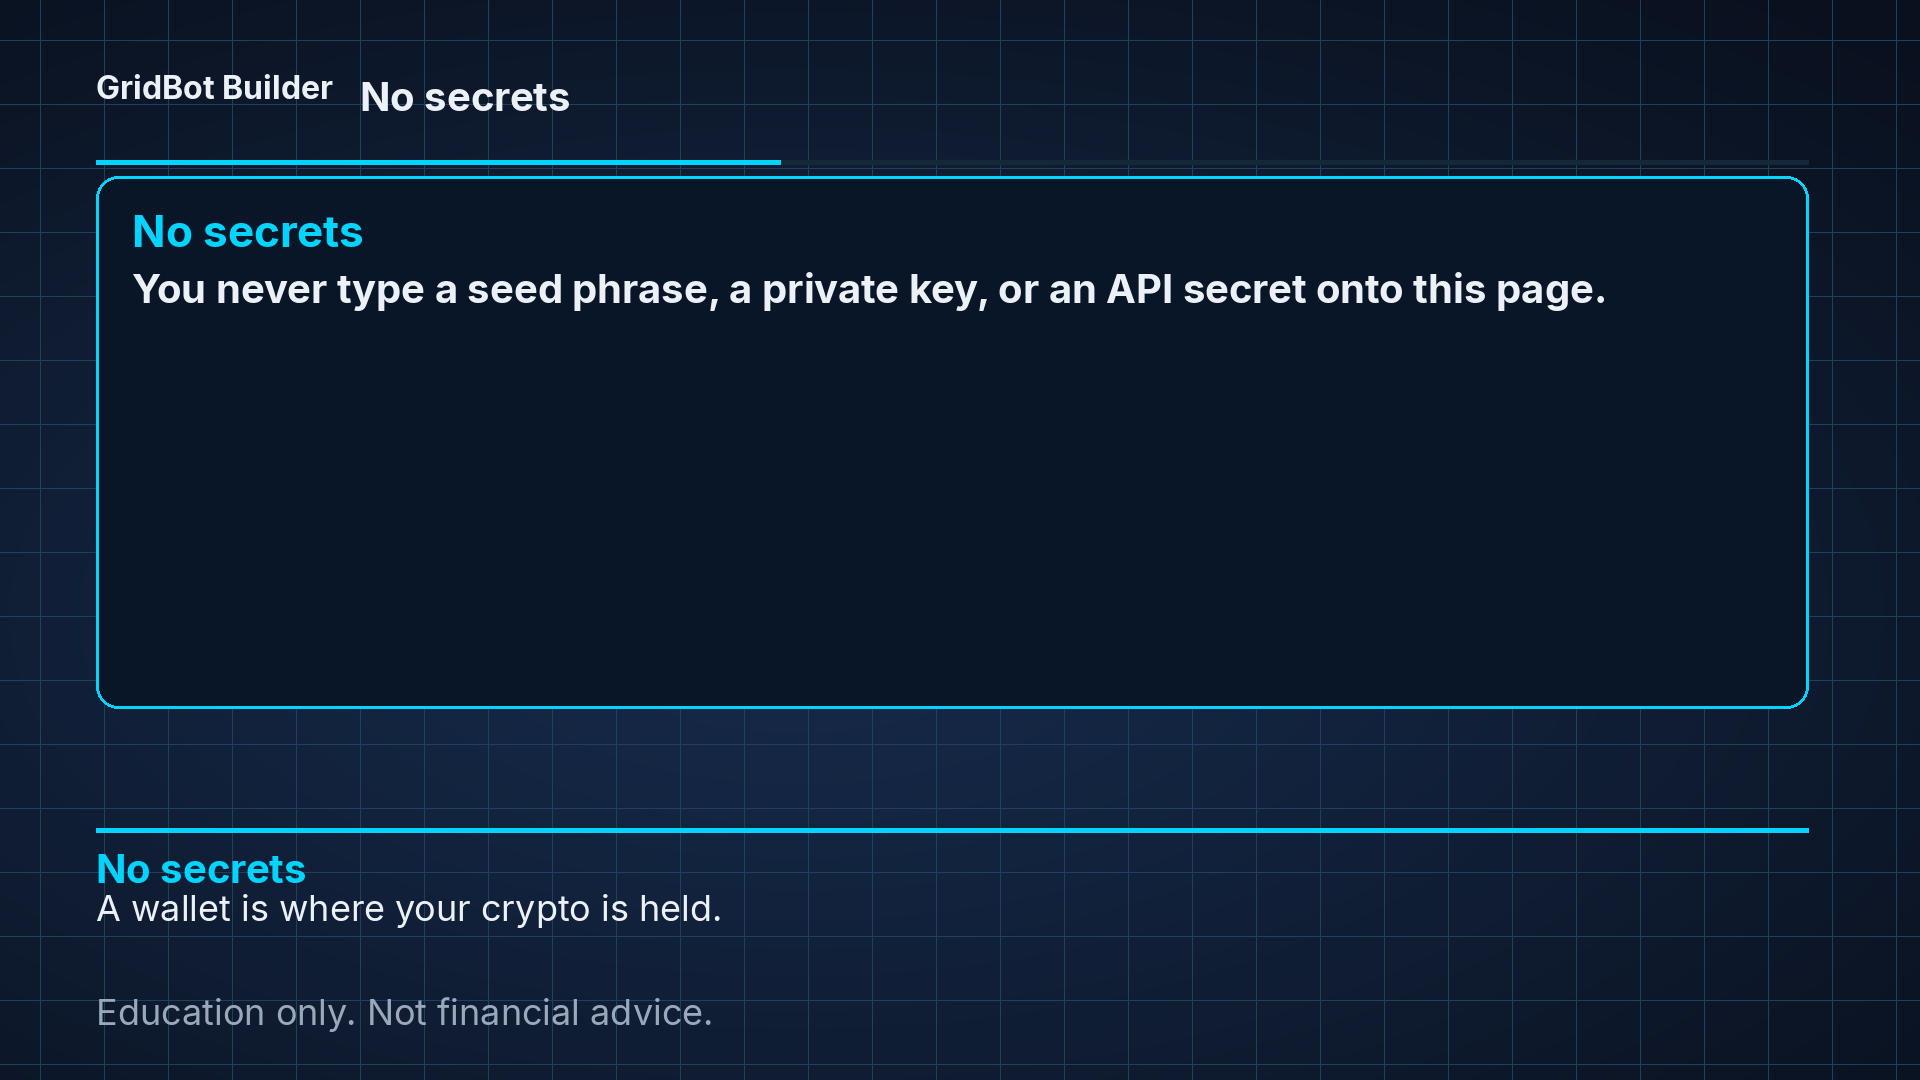 GridBot Builder
No secrets
No secrets
You never type a seed phrase, a private key, or an API secret onto this page.
No secrets
A wallet is where your crypto is held.
Education only. Not financial advice.